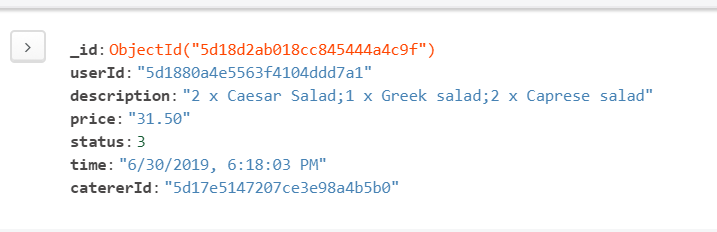 _id: ObjectId("5d18d2ab018cc845444a4c9f")
userId: "5d1880a4e5563f4104ddd7a1"
description: "2 x Caesar Salad;1 x Greek salad;2 x Caprese salad"
price: "31.50"
status: 3
time: "6/30/2019, 6:18:03 PM"
catererId: "5d17e5147207ce3e98a4b5b0"